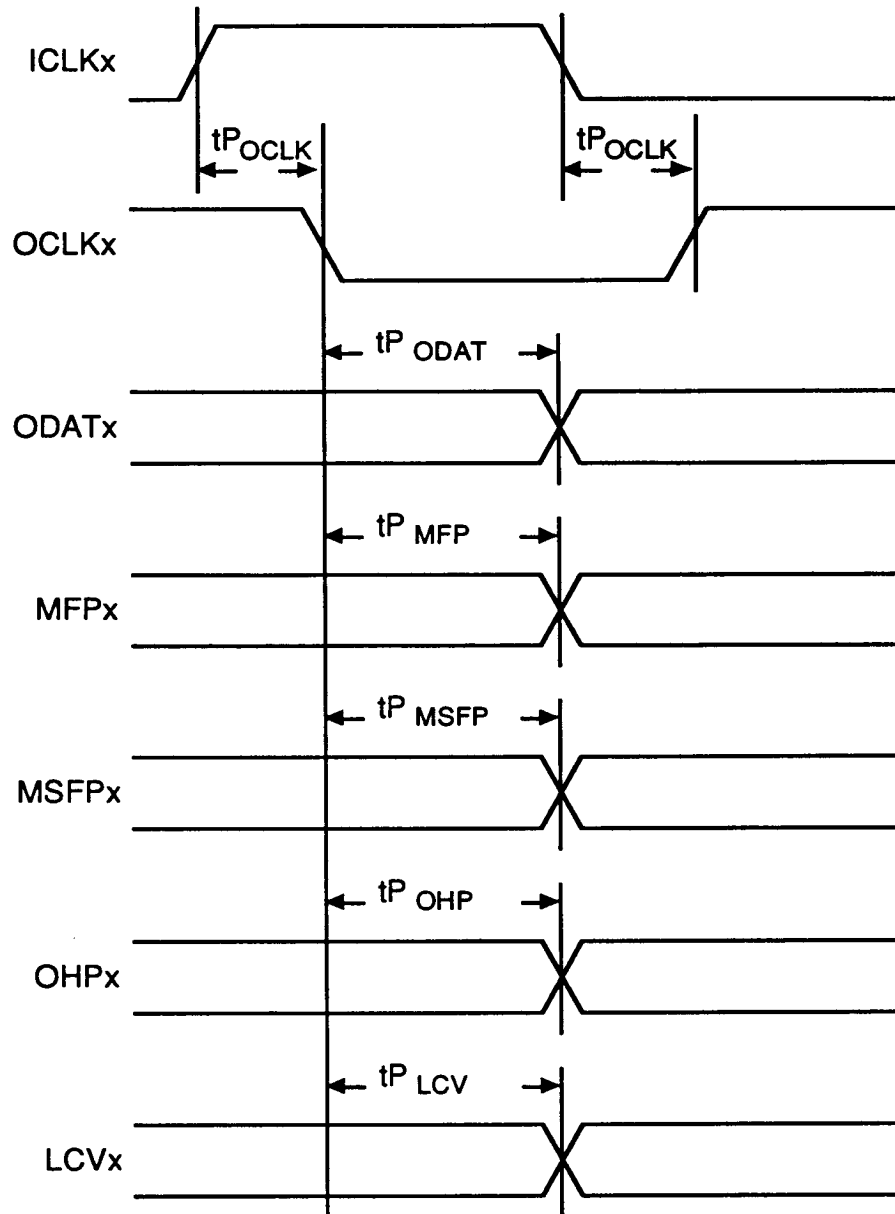 ICLKx
tPOCLK tPOCLK
OCLKx
tP ODAT
ODATx
tP MFP
MFPx
tP MSFP
MSFPx
tP OHP
OHPx
tP LCV
LCVx